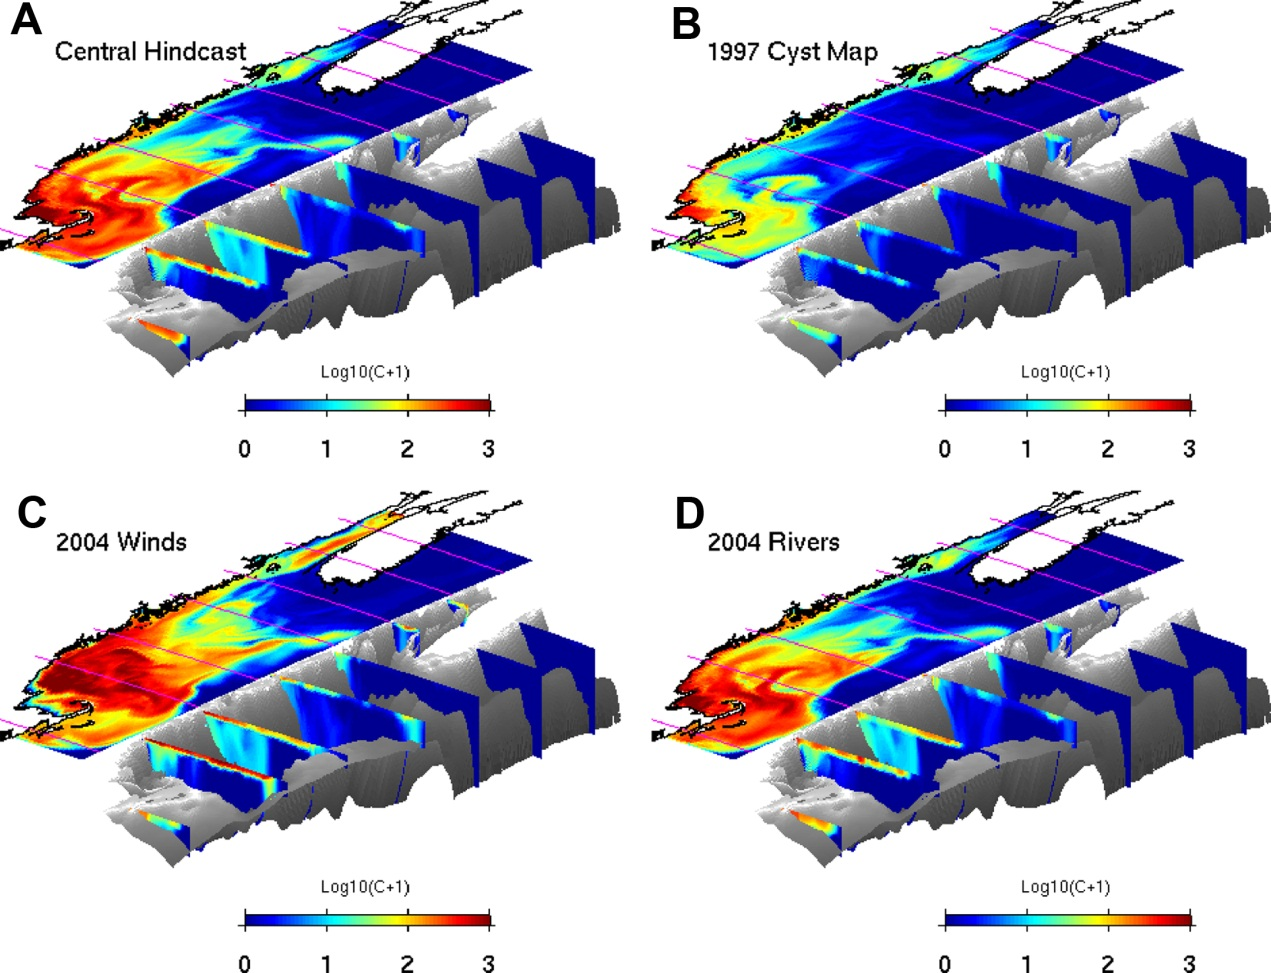 A
Central Hindcast
Log10(C+1)
0 1 2 3
B
1997 Cyst Map
Log10(C+1)
0 1 2 3
C
2004 Winds
Log10(C+1)
0 1 2 3
D
2004 Rivers
Log10(C+1)
0 1 2 3